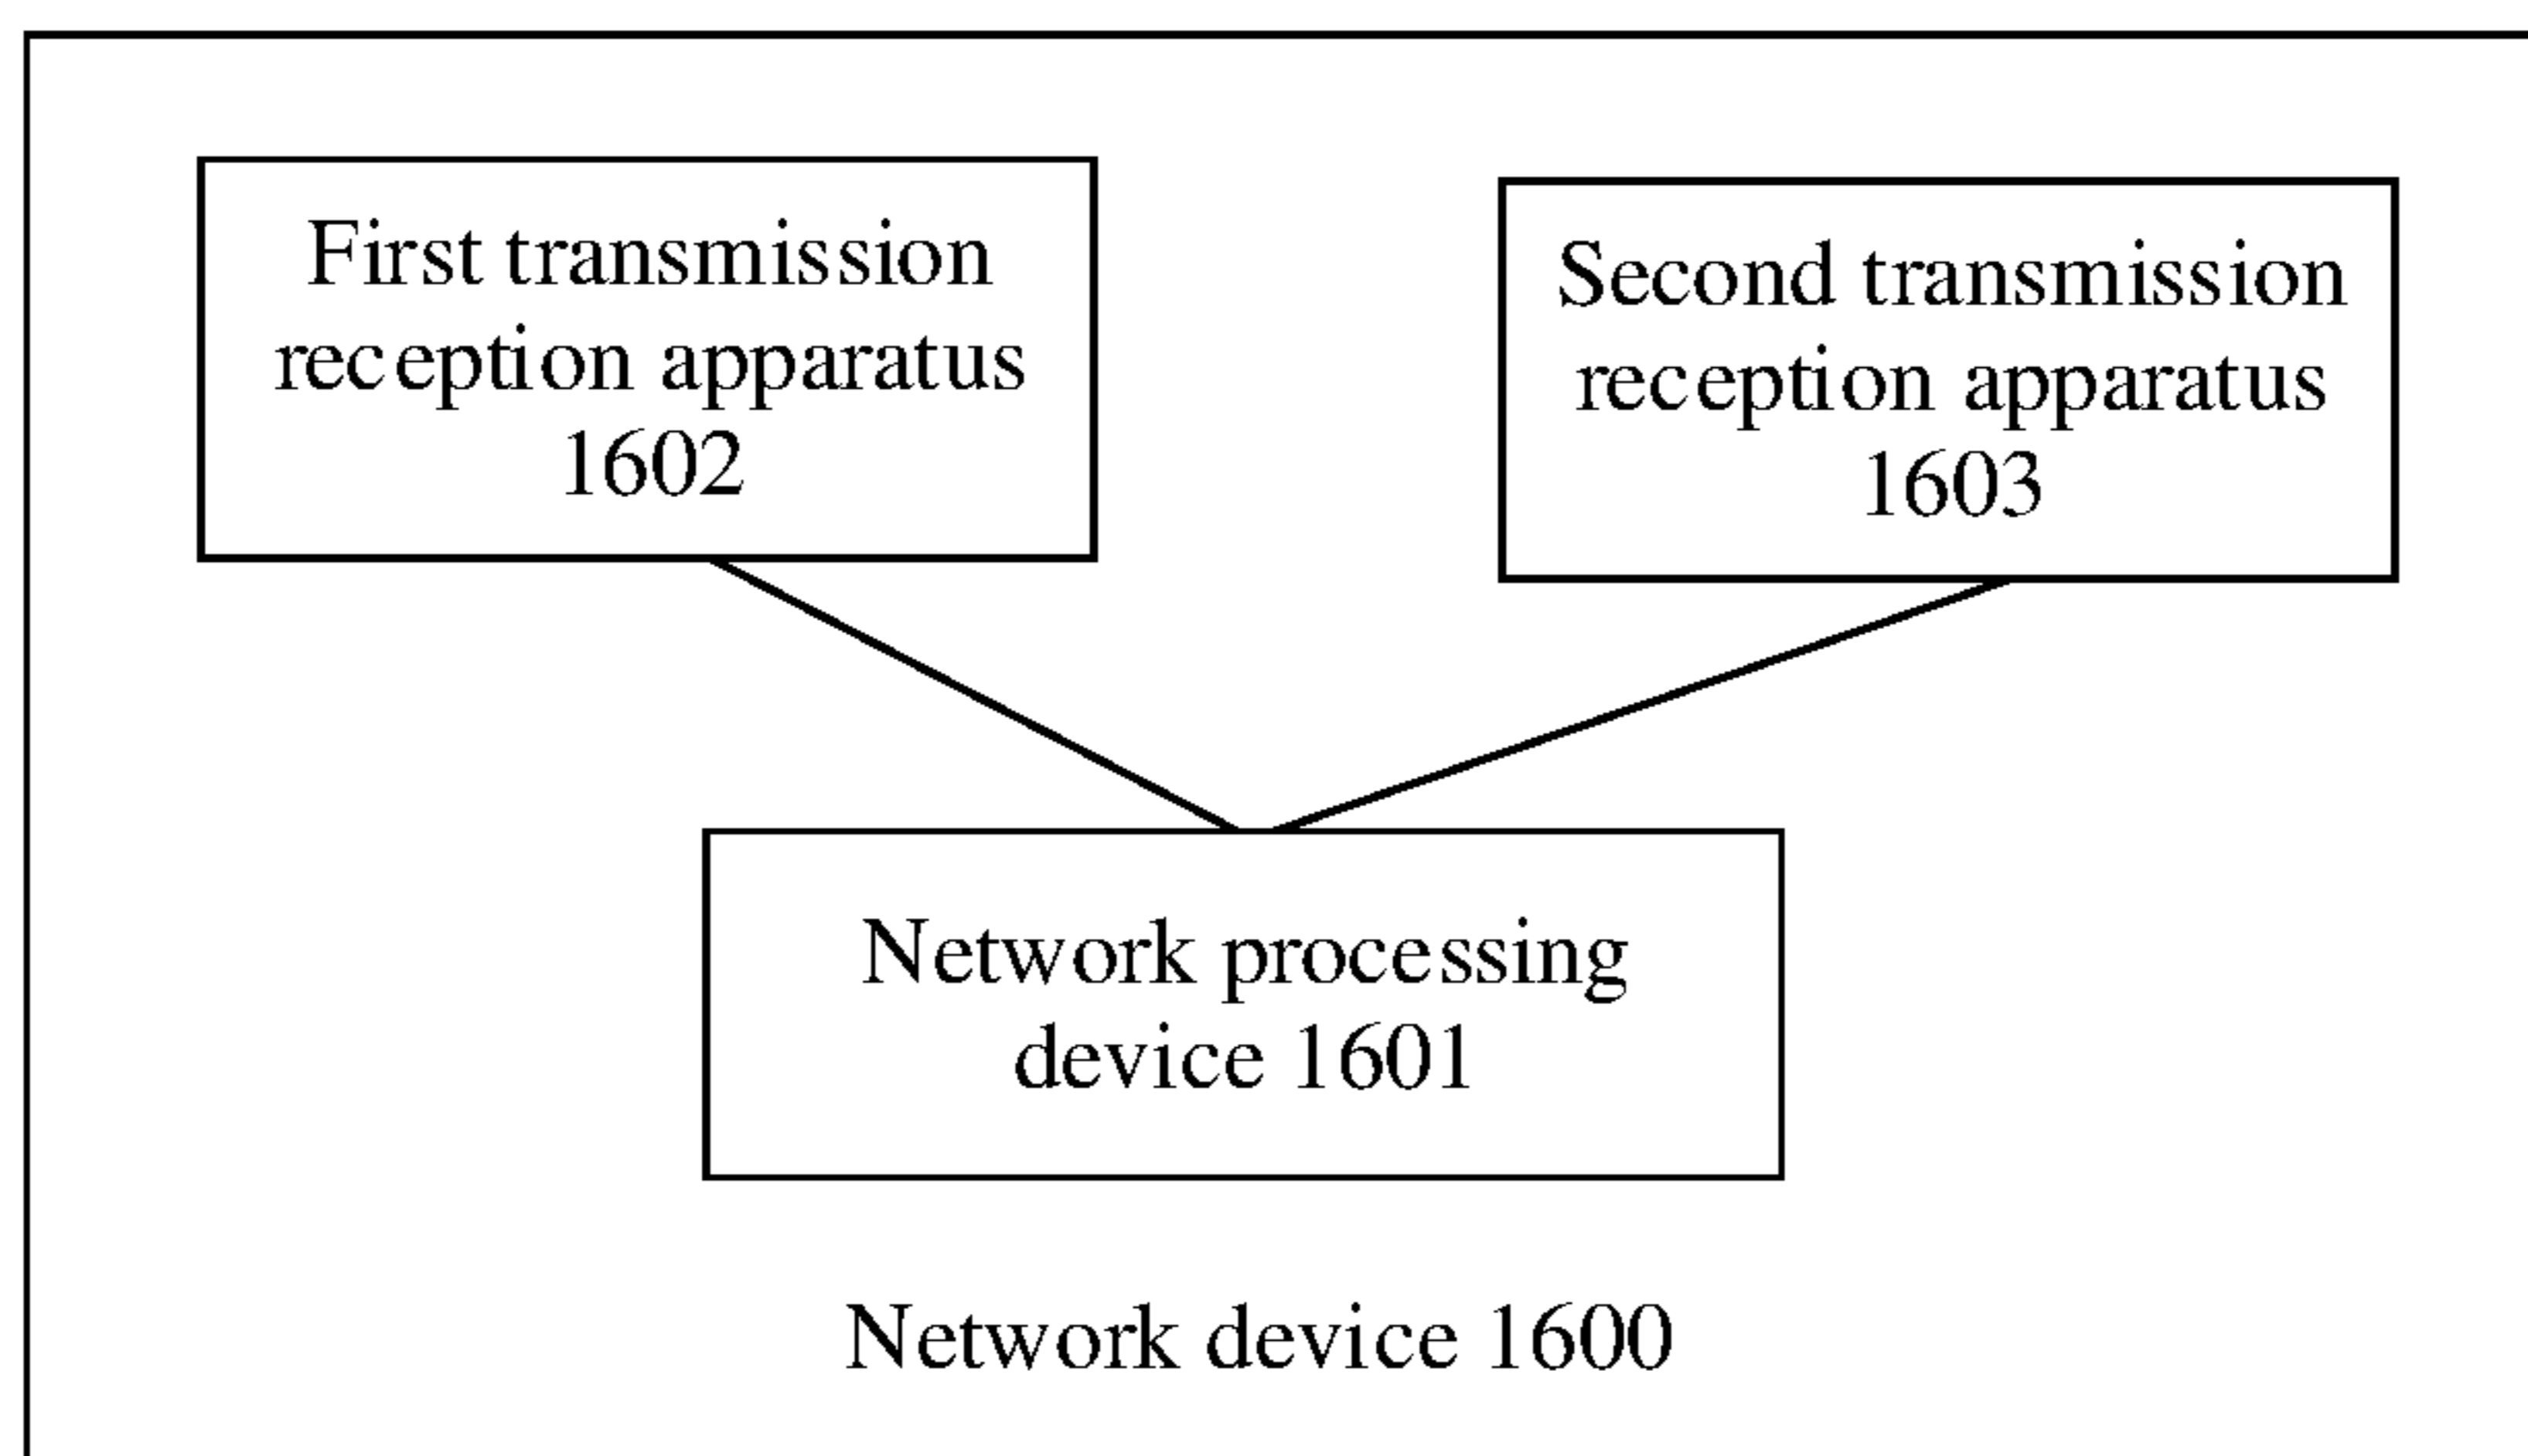 First transmission
reception apparatus
1602
Second transmission
reception apparatus
1603
Network processing
device 1601
Network device 1600